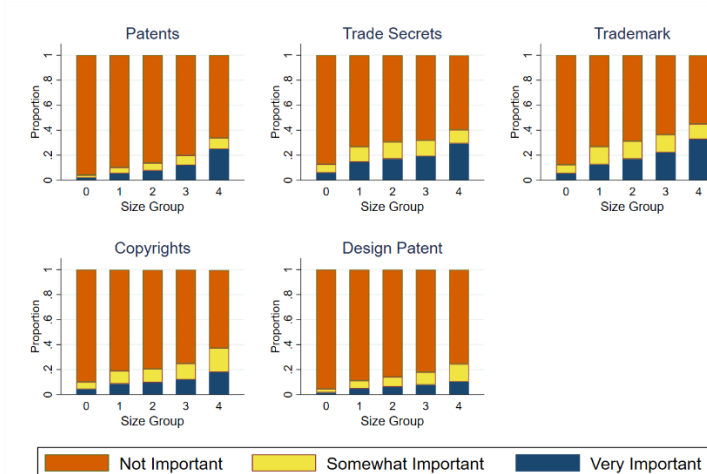 Patents
Proportion
0 .2 .4 .6 .8 1
0 1 2 3 4
Size Group
Trade Secrets
Proportion
0 .2 .4 .6 .8 1
0 1 2 3 4
Size Group
Trademark
Proportion
0 .2 .4 .6 .8 1
0 1 2 3 4
Size Group
Copyrights
Proportion
0 .2 .4 .6 .8 1
0 1 2 3 4
Size Group
Design Patent
Proportion
0 .2 .4 .6 .8 1
0 1 2 3 4
Size Group
Not Important
Somewhat Important
Very Important